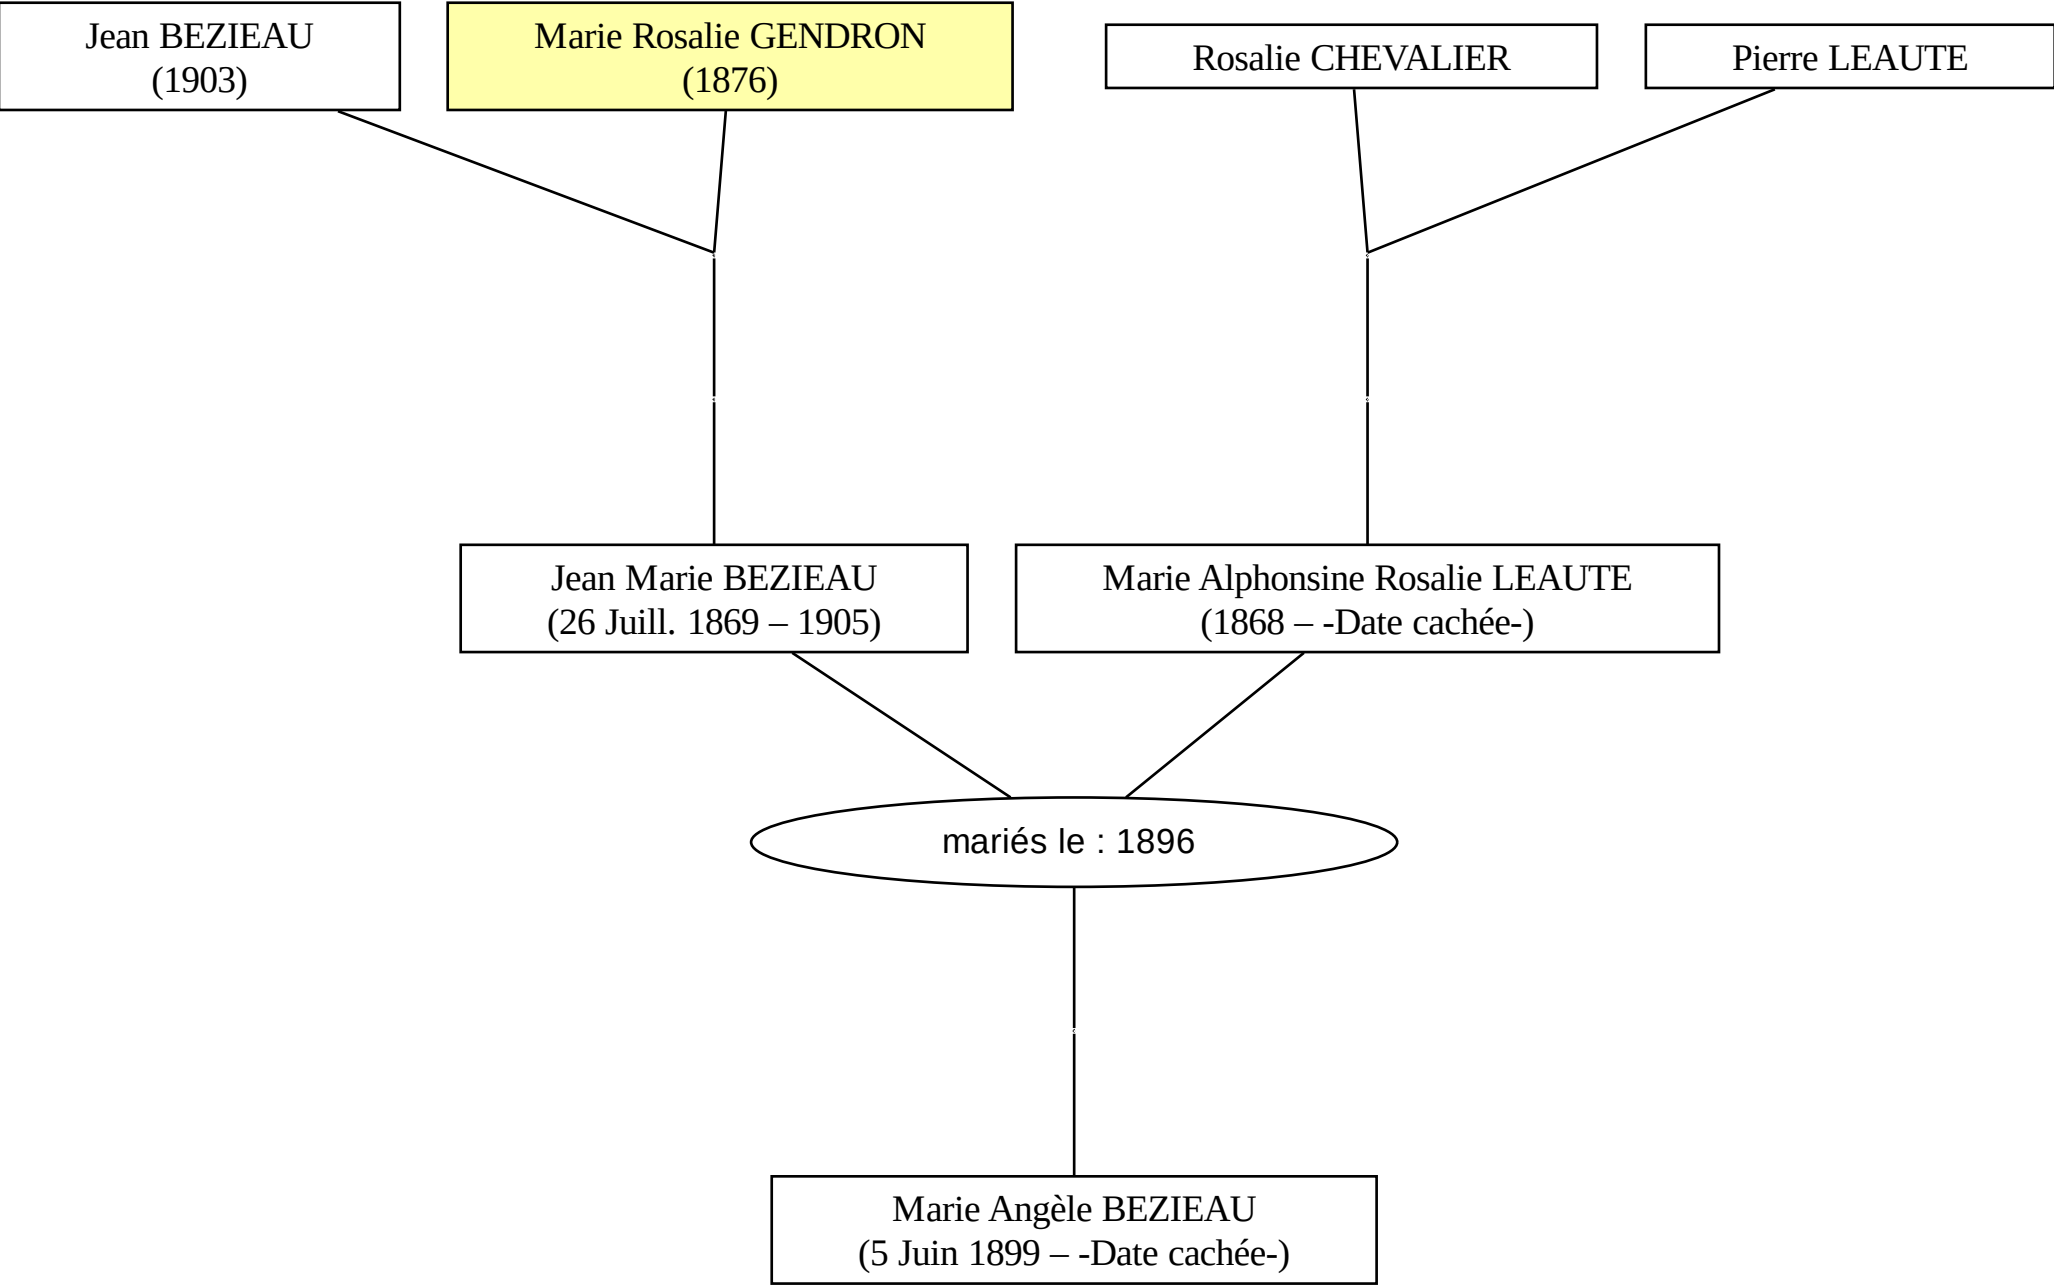 Jean BEZIEAU
(1903)
Marie Rosalie GENDRON
(1876)
Rosalie CHEVALIER
Pierre LEAUTE
Jean Marie BEZIEAU
(26 Juill. 1869 – 1905)
Marie Alphonsine Rosalie LEAUTE
(1868 – -Date cachée-)
mariés le : 1896
Marie Angèle BEZIEAU
(5 Juin 1899 – -Date cachée-)